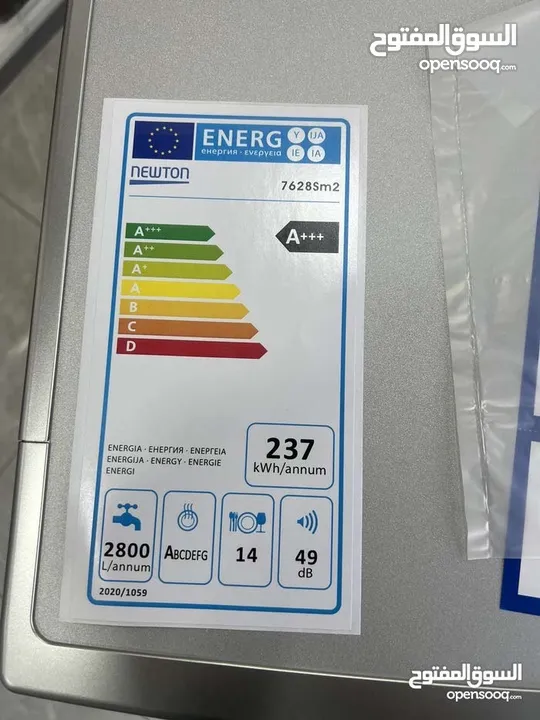 السوق المفتوح
opensooq.com
ENERG
Y IJA
IE IA
енергия · ενεργεια
NEWTON
7628Sm2
A+++
A++
A+
A
B
C
D
A+++
ENERGIA · ЕНЕРГИЯ · ΕΝΕΡΓΕΙΑ
ENERGIJA · ENERGY · ENERGIE
ENERGI
237
kWh/annum
2800
L/annum
ABCDEFG
14
49
dB
2020/1059
السوق المفتوح
opensooq.com